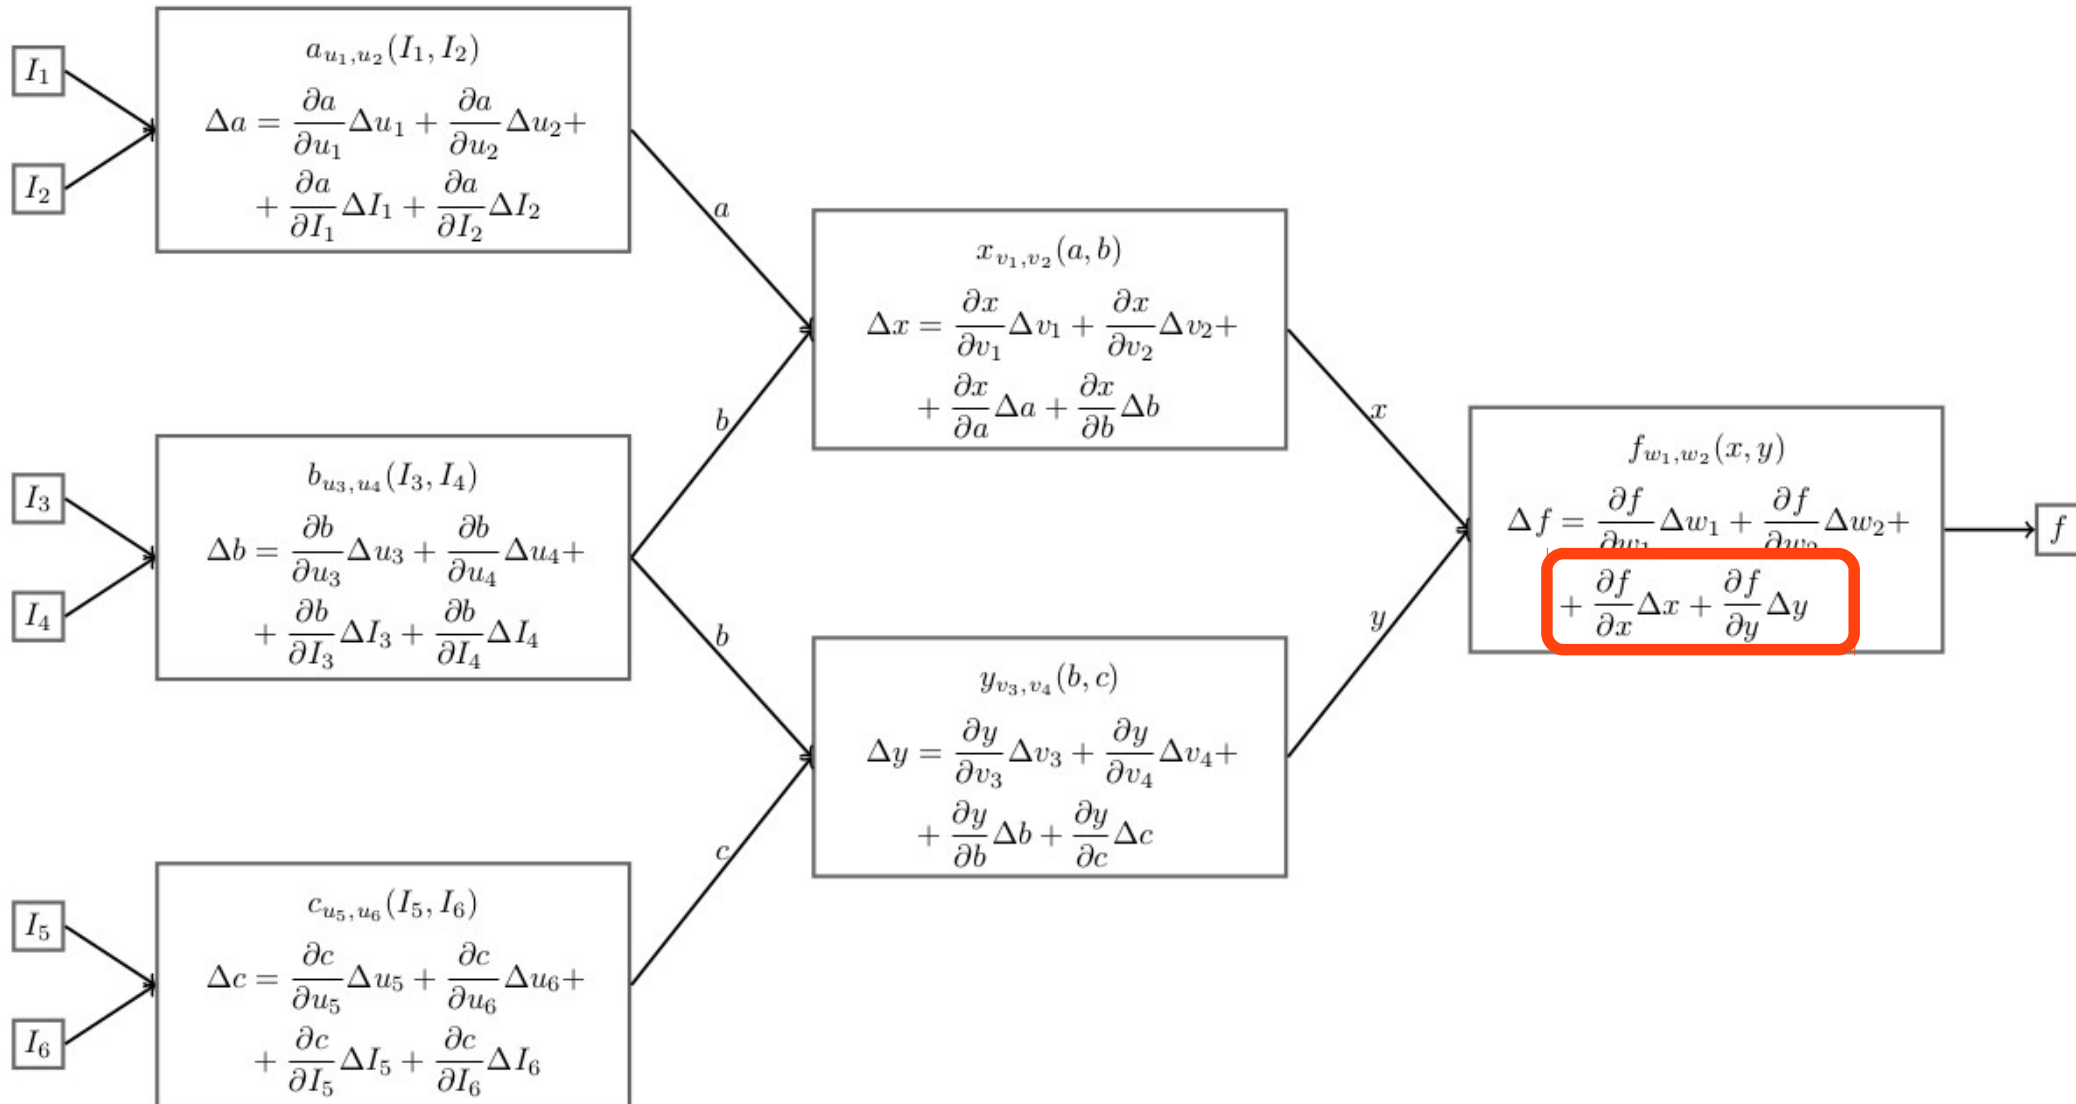 I₁
I₂
a_{u₁,u₂}(I₁, I₂)
Δa = ∂a/∂u₁ Δu₁ + ∂a/∂u₂ Δu₂+
+ ∂a/∂I₁ ΔI₁ + ∂a/∂I₂ ΔI₂
a
I₃
I₄
b_{u₃,u₄}(I₃, I₄)
Δb = ∂b/∂u₃ Δu₃ + ∂b/∂u₄ Δu₄+
+ ∂b/∂I₃ ΔI₃ + ∂b/∂I₄ ΔI₄
b
b
I₅
I₆
c_{u₅,u₆}(I₅, I₆)
Δc = ∂c/∂u₅ Δu₅ + ∂c/∂u₆ Δu₆+
+ ∂c/∂I₅ ΔI₅ + ∂c/∂I₆ ΔI₆
c
x_{v₁,v₂}(a, b)
Δx = ∂x/∂v₁ Δv₁ + ∂x/∂v₂ Δv₂+
+ ∂x/∂a Δa + ∂x/∂b Δb
x
y_{v₃,v₄}(b, c)
Δy = ∂y/∂v₃ Δv₃ + ∂y/∂v₄ Δv₄+
+ ∂y/∂b Δb + ∂y/∂c Δc
y
f_{w₁,w₂}(x, y)
Δf = ∂f/∂w₁ Δw₁ + ∂f/∂w₂ Δw₂+
+ ∂f/∂x Δx + ∂f/∂y Δy
f